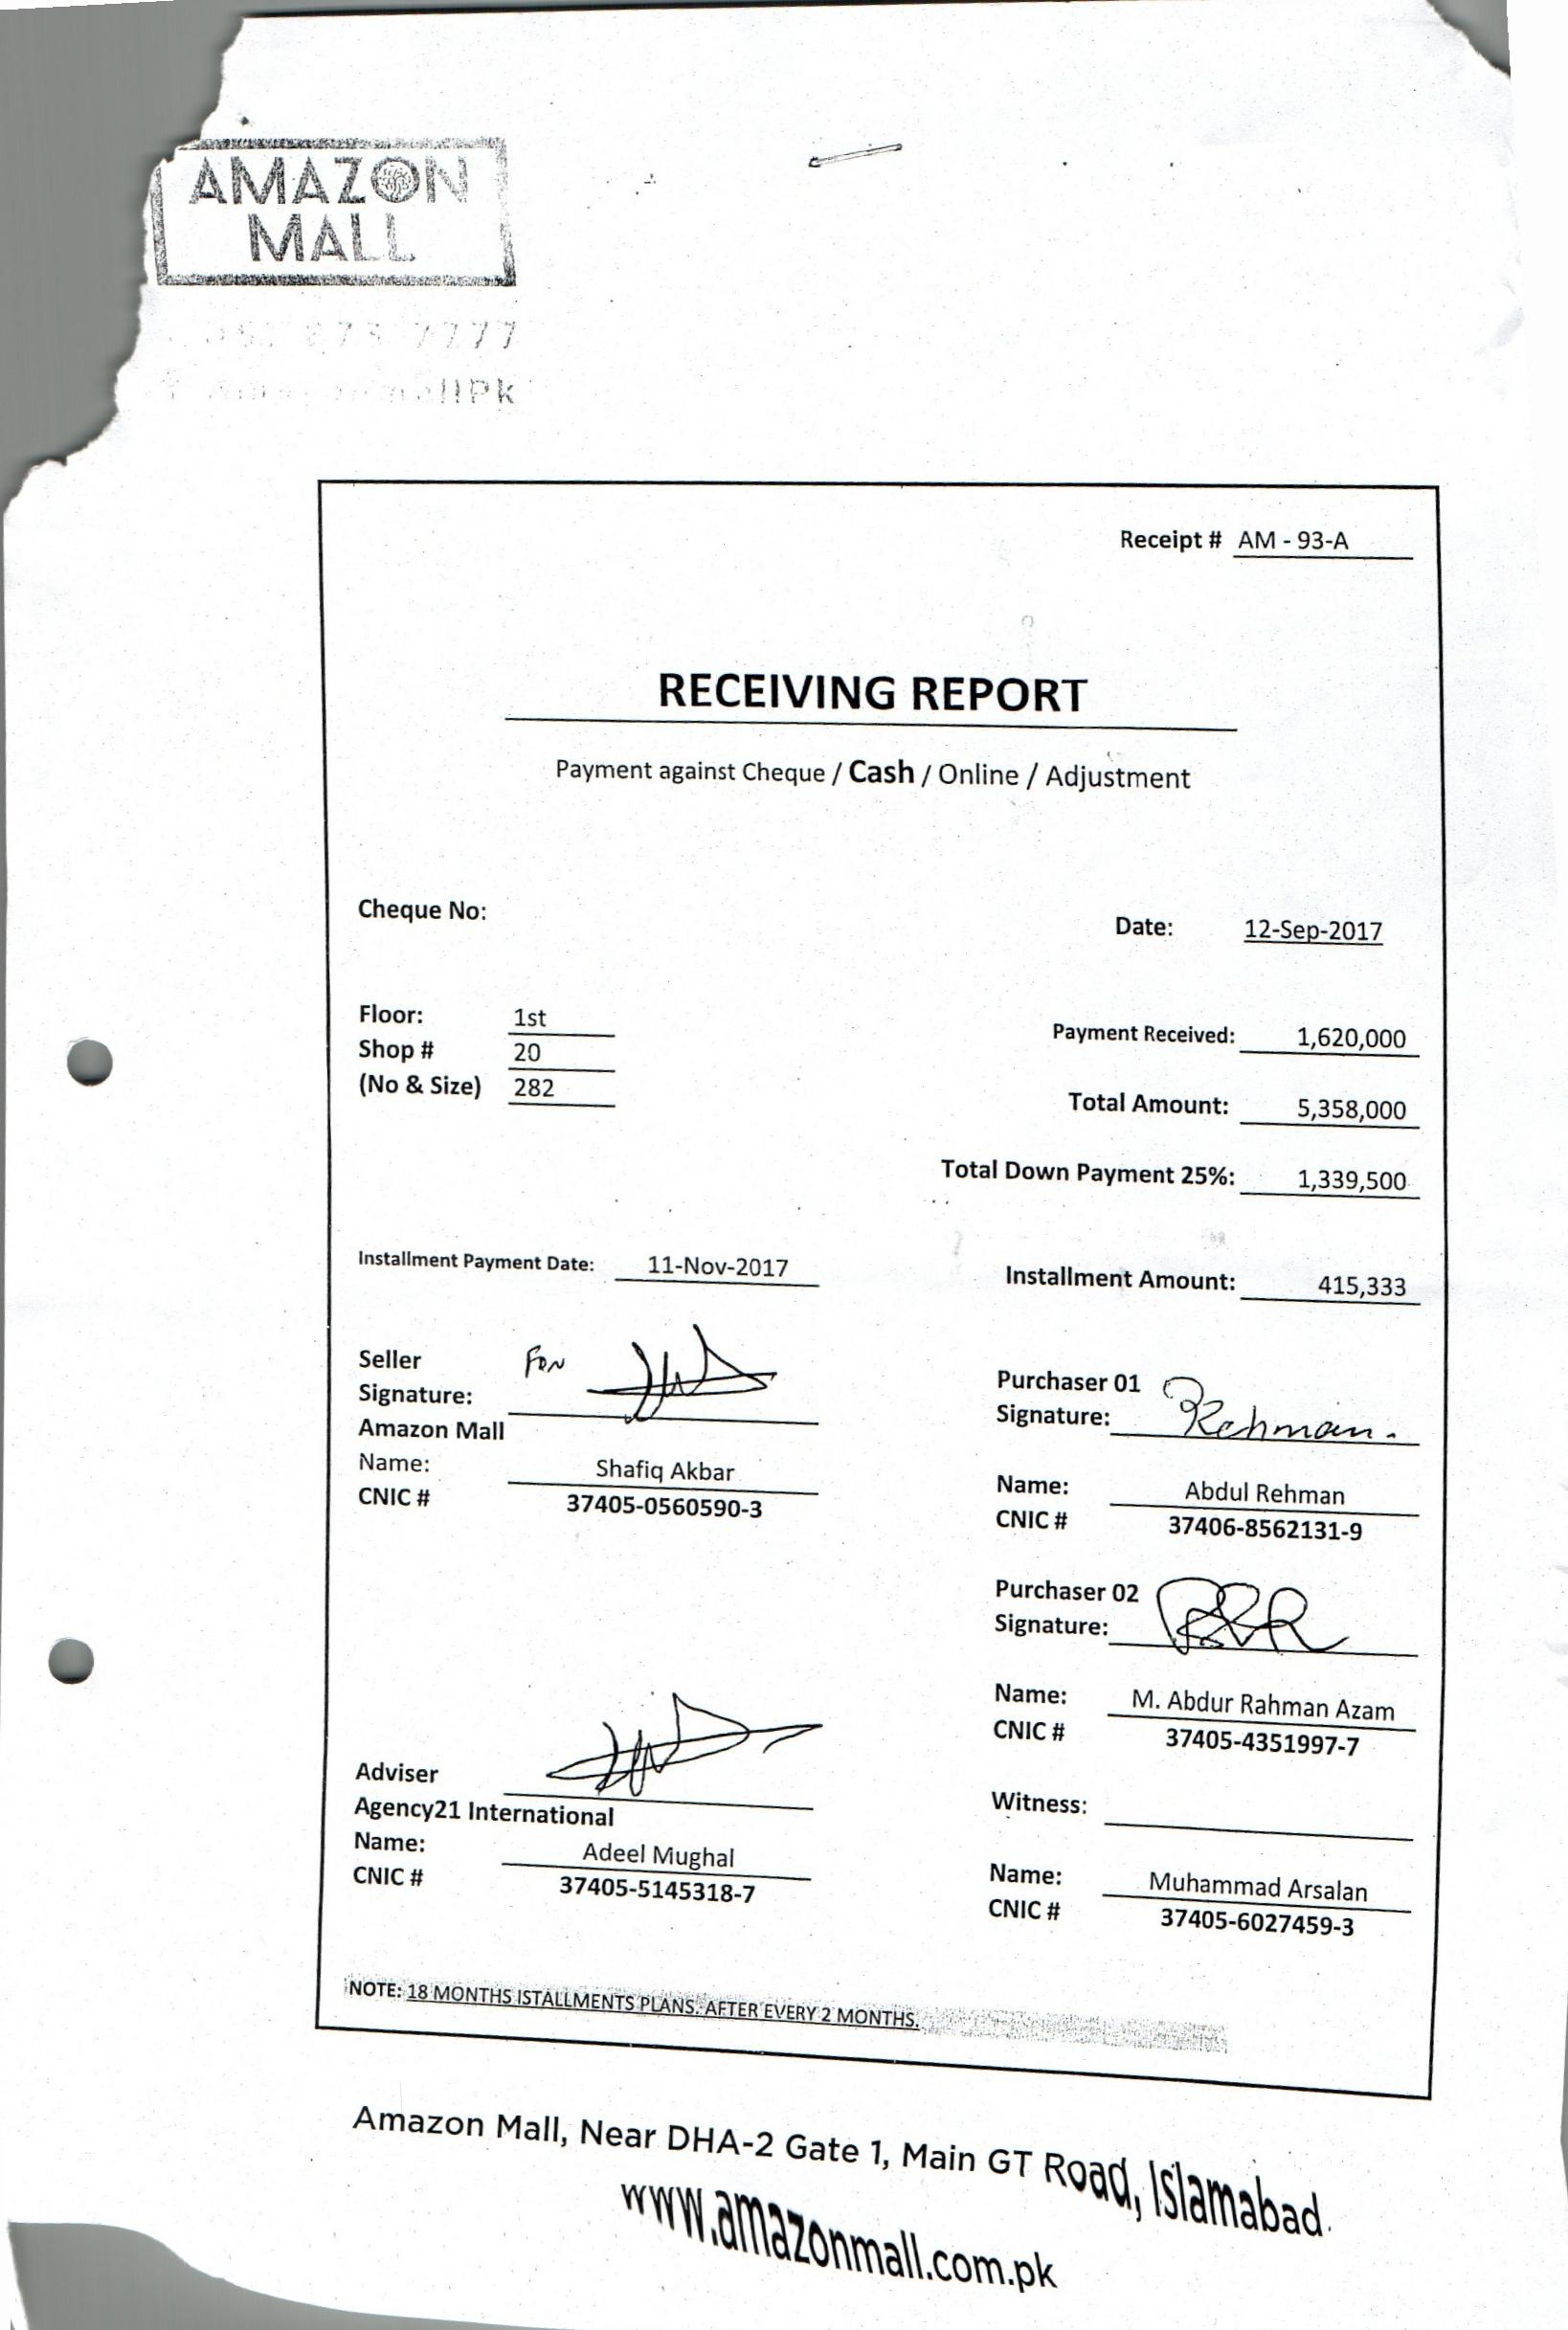 AMAZON
MALL
7777
mallPk
Receipt # AM - 93-A
RECEIVING REPORT
Payment against Cheque / Cash / Online / Adjustment
Cheque No:
Date: 12-Sep-2017
Floor: 1st
Payment Received: 1,620,000
Shop # 20
(No & Size) 282
Total Amount: 5,358,000
Total Down Payment 25%: 1,339,500
Installment Payment Date: 11-Nov-2017
Installment Amount: 415,333
Seller
Signature: For
Amazon Mall
Name: Shafiq Akbar
CNIC # 37405-0560590-3
Purchaser 01
Signature: Rehman.
Name: Abdul Rehman
CNIC # 37406-8562131-9
Purchaser 02
Signature:
Name: M. Abdur Rahman Azam
CNIC # 37405-4351997-7
Adviser
Agency21 International
Name: Adeel Mughal
CNIC # 37405-5145318-7
Witness:
Name: Muhammad Arsalan
CNIC # 37405-6027459-3
NOTE: 18 MONTHS ISTALLMENTS PLANS. AFTER EVERY 2 MONTHS.
Amazon Mall, Near DHA-2 Gate 1, Main GT Road, Islamabad.
www.amazonmall.com.pk